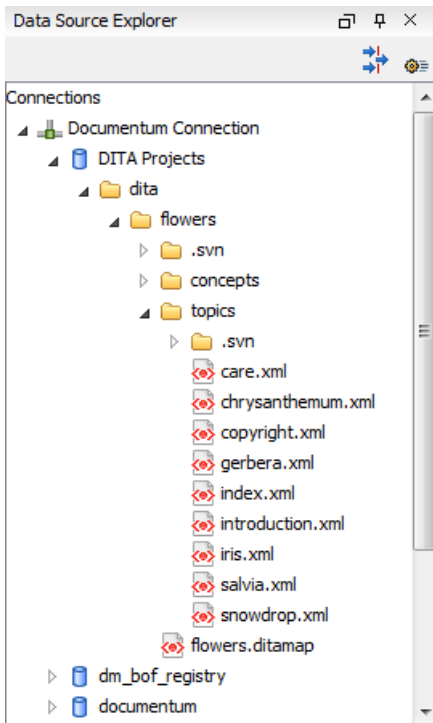 Data Source Explorer
Connections
Documentum Connection
DITA Projects
dita
flowers
.svn
concepts
topics
.svn
care.xml
chrysanthemum.xml
copyright.xml
gerbera.xml
index.xml
introduction.xml
iris.xml
salvia.xml
snowdrop.xml
flowers.ditamap
dm_bof_registry
documentum